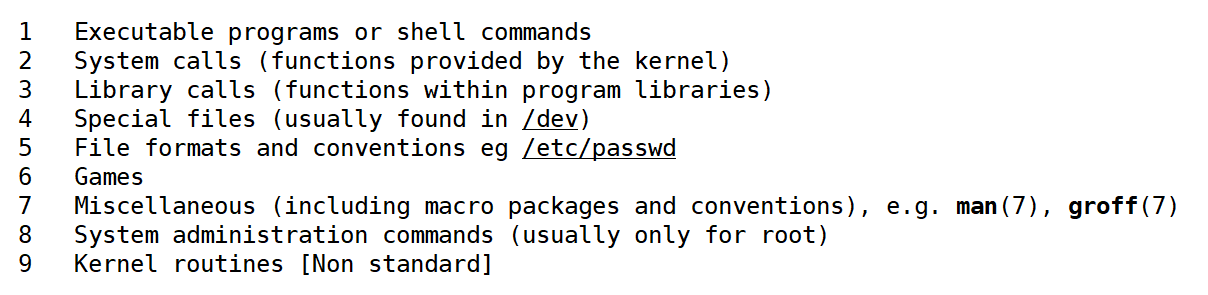 1 Executable programs or shell commands
2 System calls (functions provided by the kernel)
3 Library calls (functions within program libraries)
4 Special files (usually found in /dev)
5 File formats and conventions eg /etc/passwd
6 Games
7 Miscellaneous (including macro packages and conventions), e.g. man(7), groff(7)
8 System administration commands (usually only for root)
9 Kernel routines [Non standard]